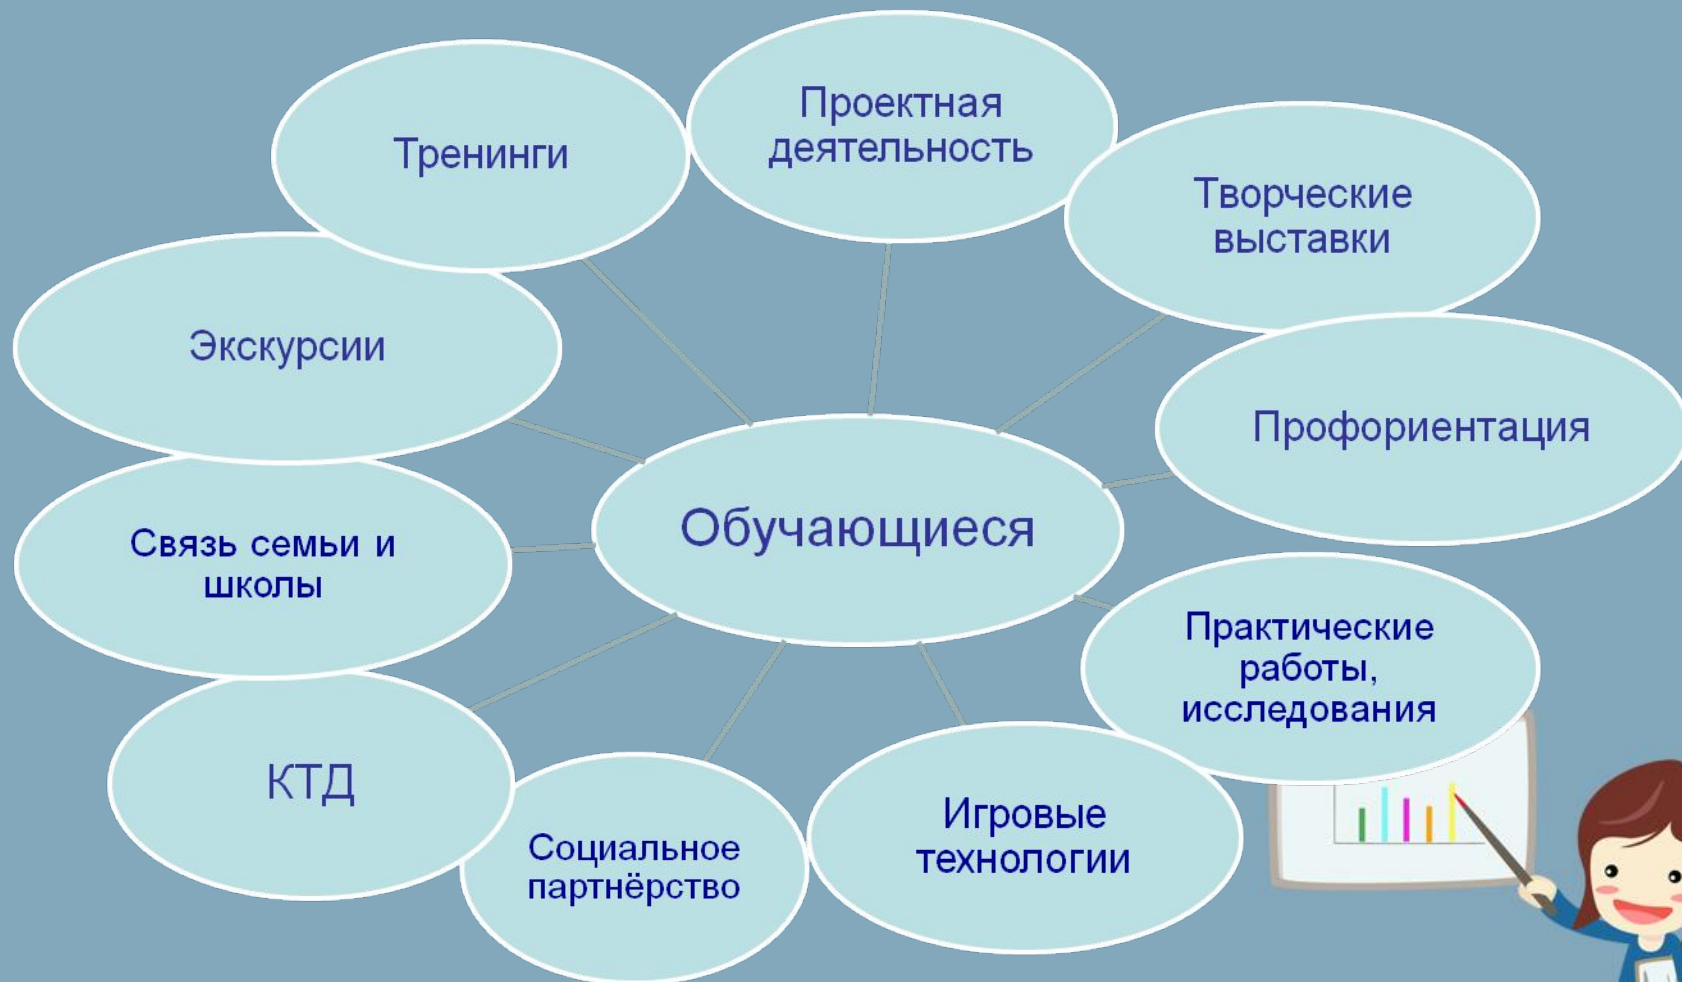 Проектная
деятельность
Тренинги
Творческие
выставки
Экскурсии
Профориентация
Обучающиеся
Связь семьи и
школы
Практические
работы,
исследования
КТД
Игровые
технологии
Социальное
партнёрство